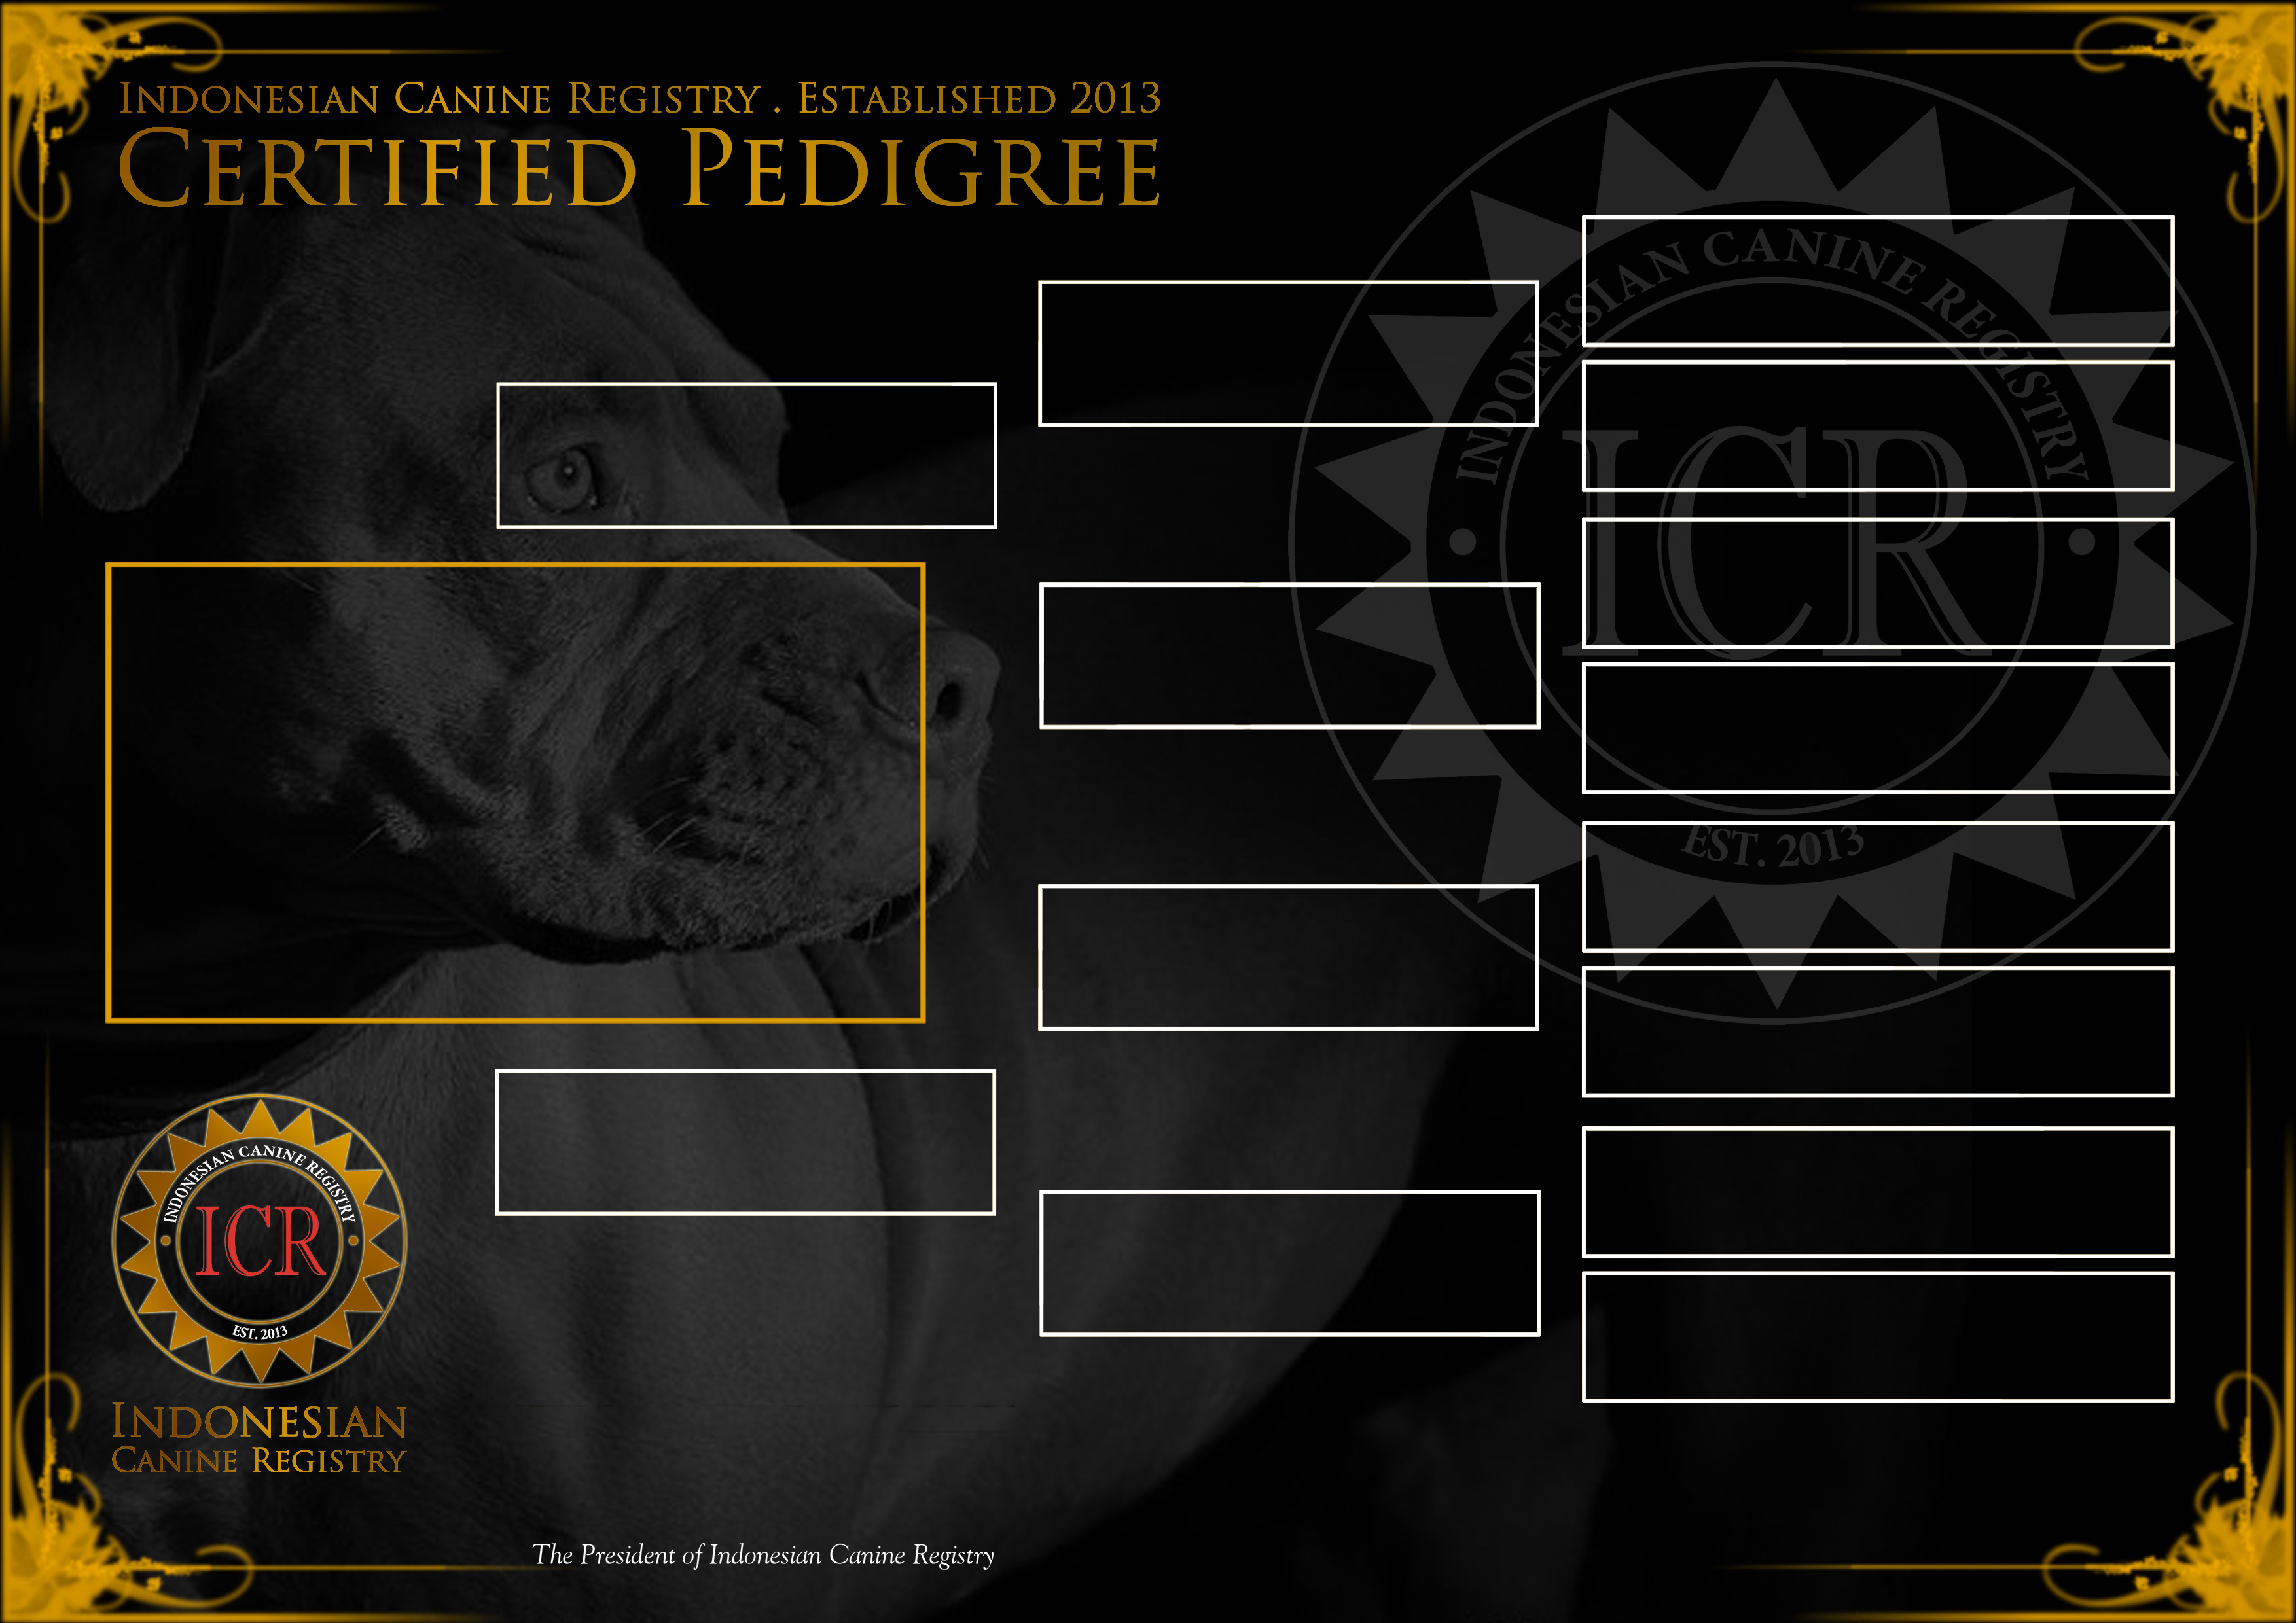 Indonesian Canine Registry . Established 2013
Certified Pedigree
INDONESIAN CANINE REGISTRY
ICR
EST. 2013
INDONESIAN CANINE REGISTRY
ICR
EST. 2013
Indonesian
Canine Registry
The President of Indonesian Canine Registry